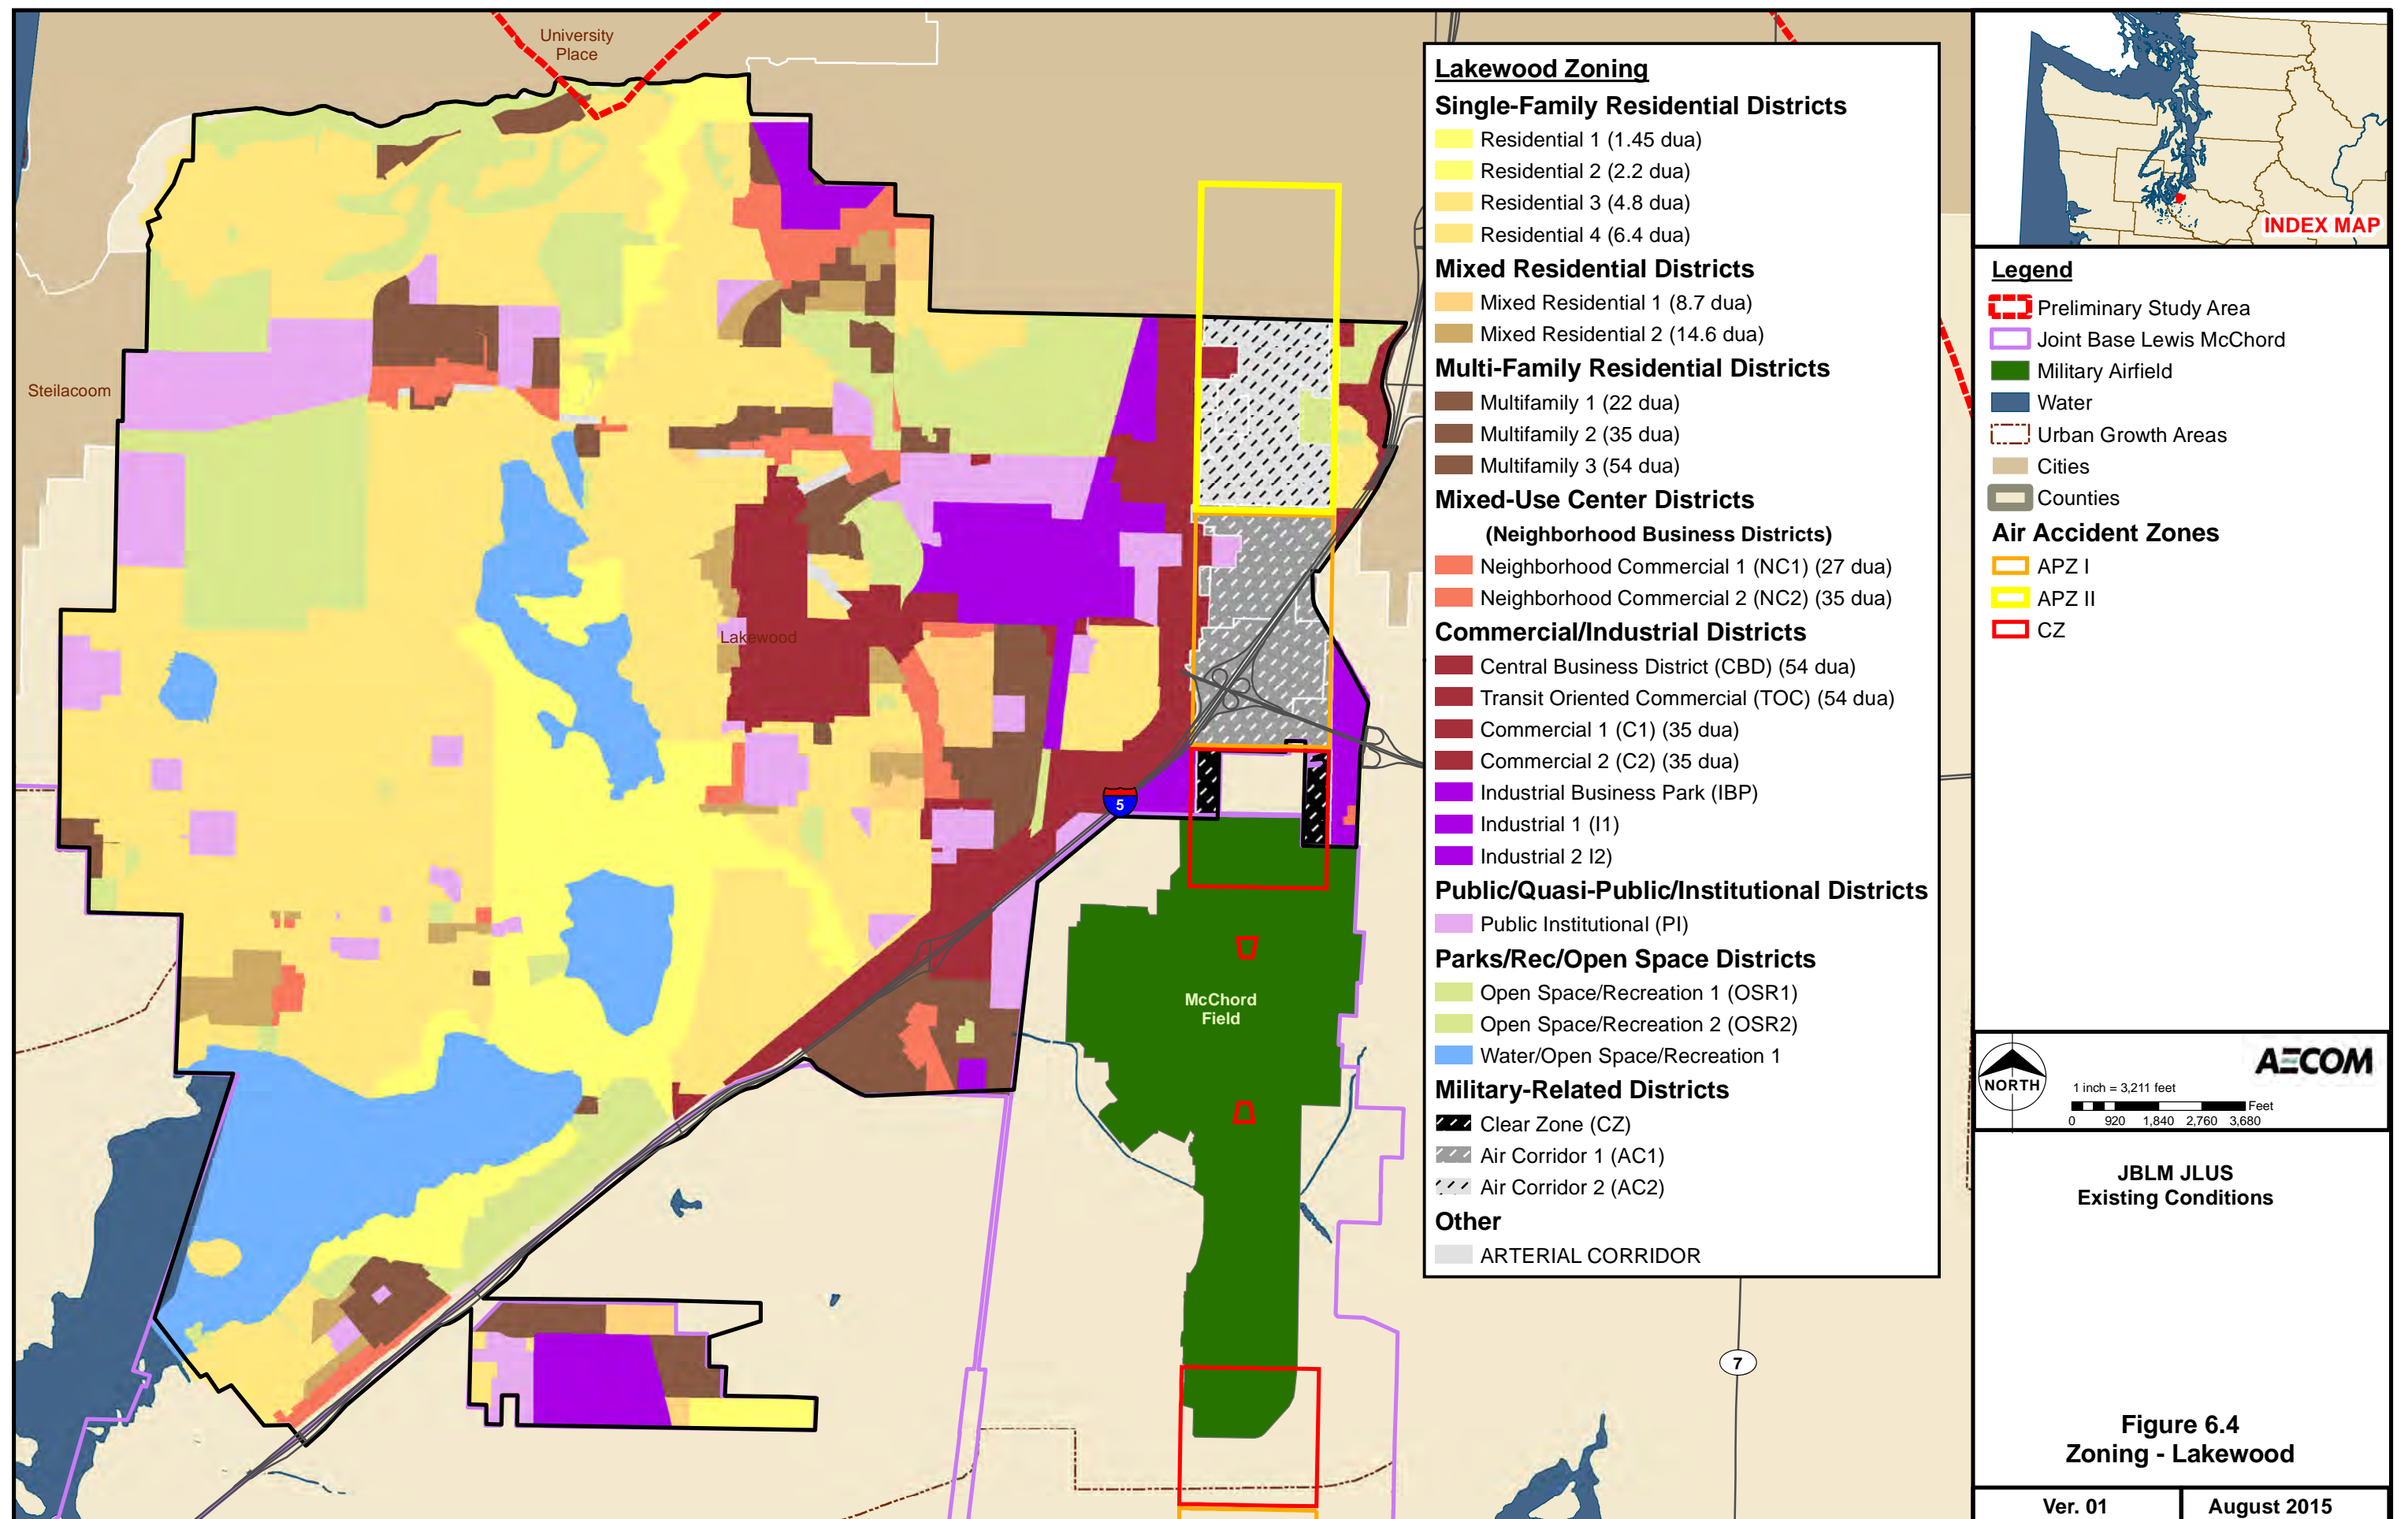 University
Place
Steilacoom
Lakewood
5
McChord
Field
7
Lakewood Zoning
Single-Family Residential Districts
Residential 1 (1.45 dua)
Residential 2 (2.2 dua)
Residential 3 (4.8 dua)
Residential 4 (6.4 dua)
Mixed Residential Districts
Mixed Residential 1 (8.7 dua)
Mixed Residential 2 (14.6 dua)
Multi-Family Residential Districts
Multifamily 1 (22 dua)
Multifamily 2 (35 dua)
Multifamily 3 (54 dua)
Mixed-Use Center Districts
(Neighborhood Business Districts)
Neighborhood Commercial 1 (NC1) (27 dua)
Neighborhood Commercial 2 (NC2) (35 dua)
Commercial/Industrial Districts
Central Business District (CBD) (54 dua)
Transit Oriented Commercial (TOC) (54 dua)
Commercial 1 (C1) (35 dua)
Commercial 2 (C2) (35 dua)
Industrial Business Park (IBP)
Industrial 1 (I1)
Industrial 2 I2)
Public/Quasi-Public/Institutional Districts
Public Institutional (PI)
Parks/Rec/Open Space Districts
Open Space/Recreation 1 (OSR1)
Open Space/Recreation 2 (OSR2)
Water/Open Space/Recreation 1
Military-Related Districts
Clear Zone (CZ)
Air Corridor 1 (AC1)
Air Corridor 2 (AC2)
Other
ARTERIAL CORRIDOR
INDEX MAP
Legend
Preliminary Study Area
Joint Base Lewis McChord
Military Airfield
Water
Urban Growth Areas
Cities
Counties
Air Accident Zones
APZ I
APZ II
CZ
NORTH
AECOM
1 inch = 3,211 feet
Feet
0 920 1,840 2,760 3,680
JBLM JLUS
Existing Conditions
Figure 6.4
Zoning - Lakewood
Ver. 01
August 2015